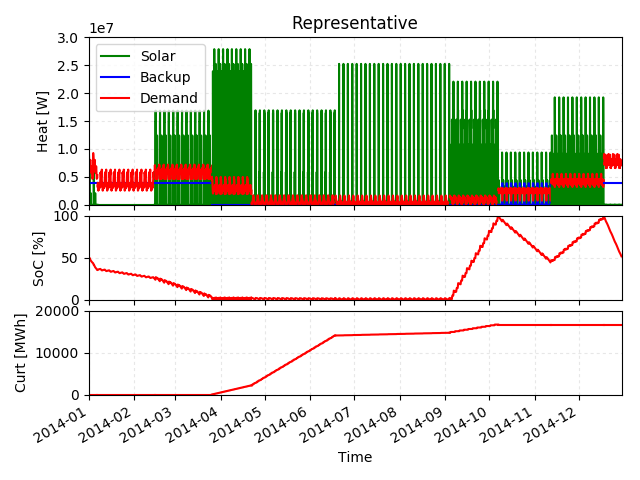 Representative
1e7
Solar
Backup
Demand
3.0
2.5
2.0
1.5
1.0
0.5
0.0
Heat [W]
100
50
0
SoC [%]
20000
10000
0
Curt [MWh]
2014-01
2014-02
2014-03
2014-04
2014-05
2014-06
2014-07
2014-08
2014-09
2014-10
2014-11
2014-12
Time